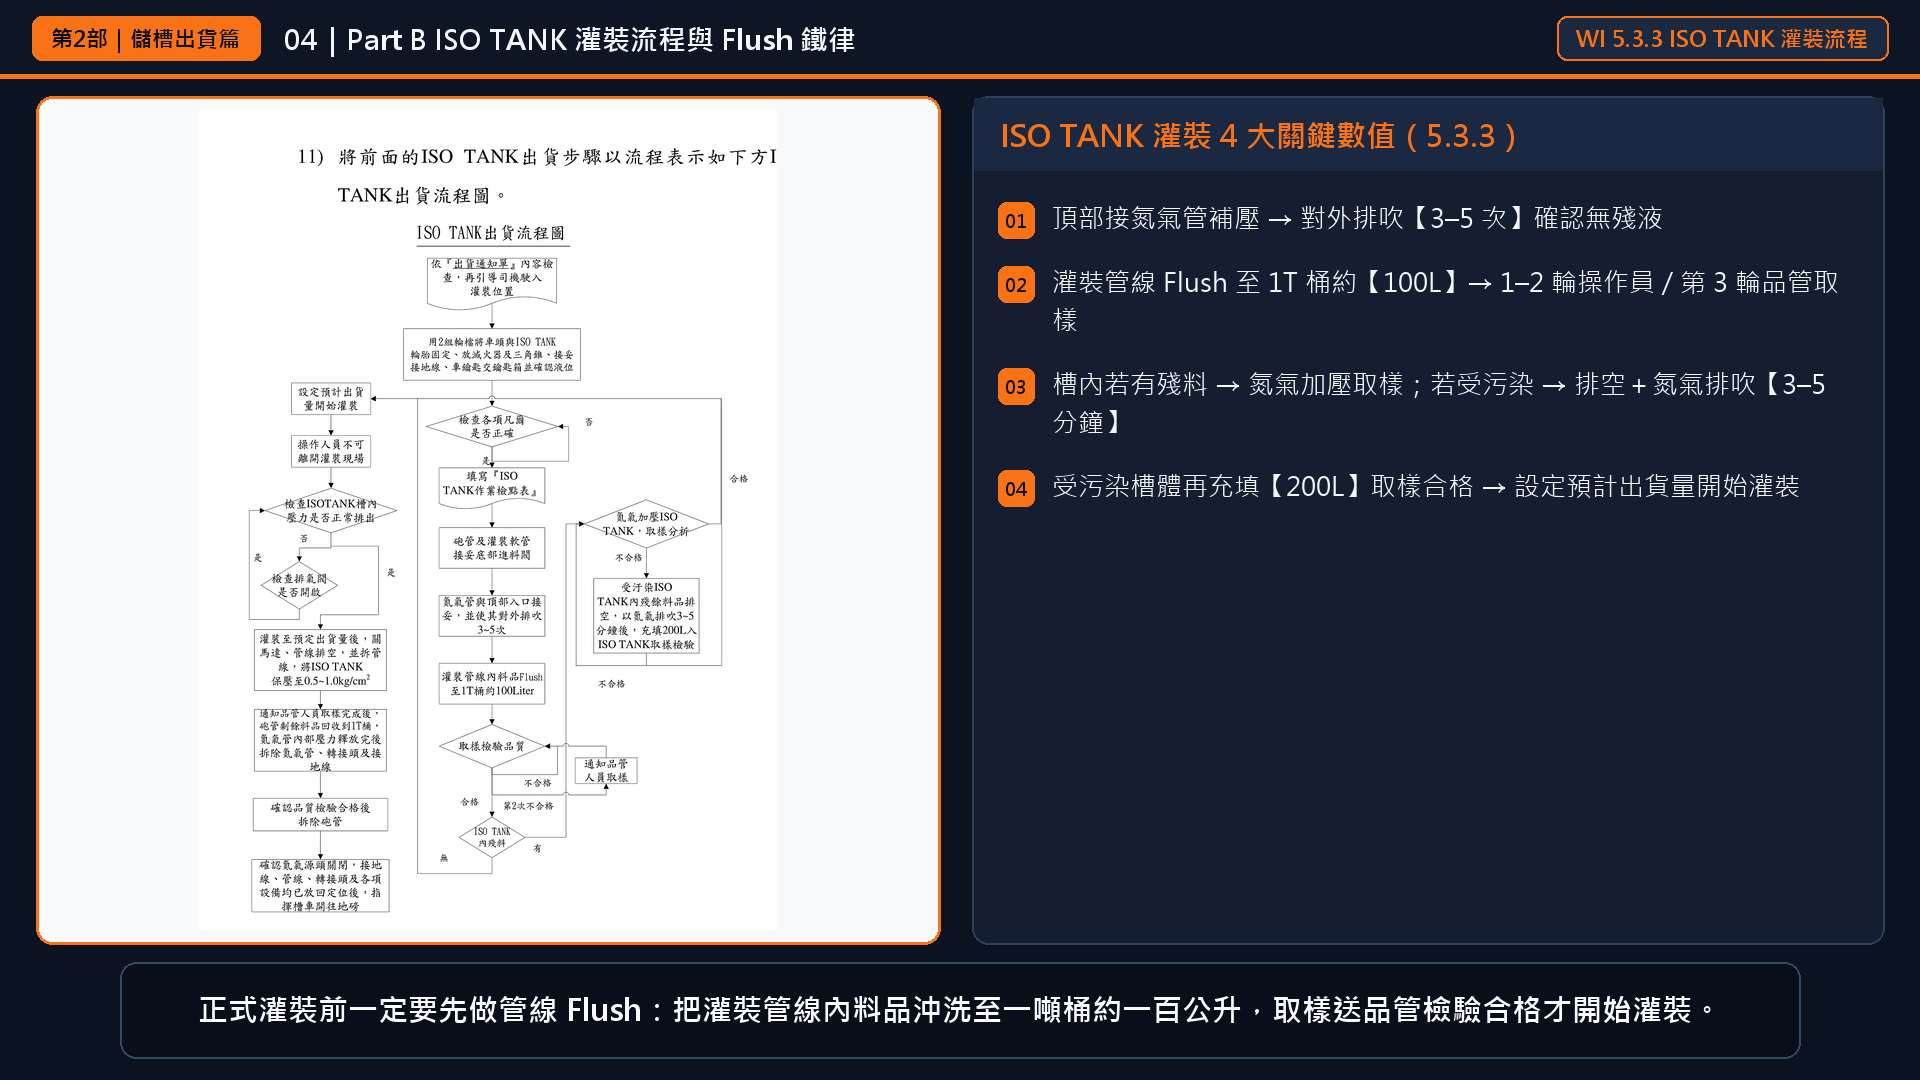 第2部｜儲槽出貨篇
04｜Part B ISO TANK 灌裝流程與 Flush 鐵律
WI 5.3.3 ISO TANK 灌裝流程
11) 將前面的ISO TANK出貨步驟以流程表示如下方I
TANK出貨流程圖。
ISO TANK出貨流程圖
依『出貨通知單』內容檢
查，再引導司機駛入
灌裝位置
用2組輪檔將車頭與ISO TANK
輪胎固定、放滅火器及三角錐、接妥
接地線、車鑰匙交鑰匙箱並確認液位
檢查各項凡爾
是否正確
否
是
填寫『ISO
TANK作業檢點表』
砲管及灌裝軟管
接妥底部進料閥
氮氣管與頂部入口接
妥，並使其對外排吹
3~5次
灌裝管線內料品Flush
至1T桶約100Liter
取樣檢驗品質
不合格
通知品管
人員取樣
合格
第2次不合格
ISO TANK
內殘料
有
無
氮氣加壓ISO
TANK，取樣分析
合格
不合格
受汙染ISO
TANK內殘餘料品排
空，以氮氣排吹3~5
分鐘後，充填200L入
ISO TANK取樣檢驗
不合格
設定預計出貨
量開始灌裝
操作人員不可
離開灌裝現場
檢查ISOTANK槽內
壓力是否正常排出
否
是
是
檢查排氣閥
是否開啟
灌裝至預定出貨量後，關
馬達、管線排空，並拆管
線，將ISO TANK
保壓至0.5~1.0kg/cm²
通知品管人員取樣完成後，
砲管剩餘料品回收到1T桶，
氮氣管內部壓力釋放完後
拆除氮氣管、轉接頭及接
地線
確認品質檢驗合格後
拆除砲管
確認氮氣源頭關閉，接地
線、管線、轉接頭及各項
設備均已放回定位後，指
揮槽車開往地磅
ISO TANK 灌裝 4 大關鍵數值（5.3.3）
01 頂部接氮氣管補壓 → 對外排吹【3–5 次】確認無殘液
02 灌裝管線 Flush 至 1T 桶約【100L】→ 1–2 輪操作員 / 第 3 輪品管取
樣
03 槽內若有殘料 → 氮氣加壓取樣；若受污染 → 排空 + 氮氣排吹【3–5
分鐘】
04 受污染槽體再充填【200L】取樣合格 → 設定預計出貨量開始灌裝
正式灌裝前一定要先做管線 Flush：把灌裝管線內料品沖洗至一噸桶約一百公升，取樣送品管檢驗合格才開始灌裝。